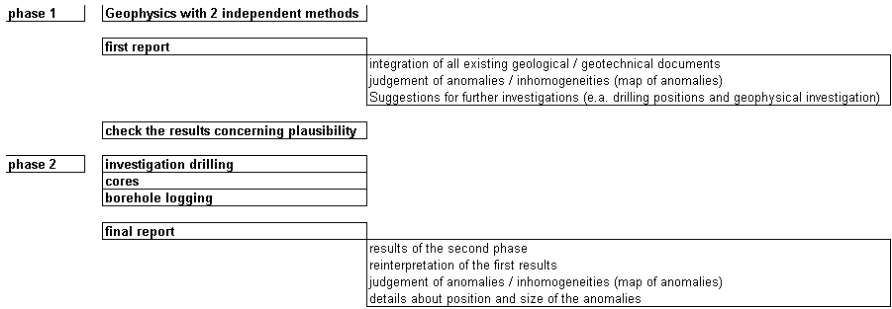 phase 1 Geophysics with 2 independent methods
first report
integration of all existing geological / geotechnical documents
judgement of anomalies / inhomogeneities (map of anomalies)
Suggestions for further investigations (e.a. drilling positions and geophysical investigation)
check the results concerning plausibility
phase 2 investigation drilling
cores
borehole logging
final report
results of the second phase
reinterpretation of the first results
judgement of anomalies / inhomogeneities (map of anomalies)
details about position and size of the anomalies